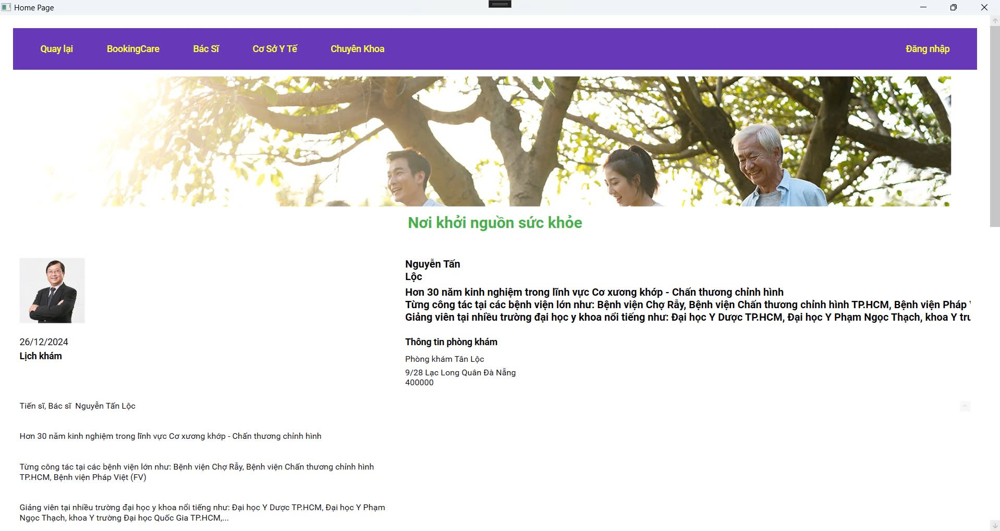 Home Page
Quay lại BookingCare Bác Sĩ Cơ Sở Y Tế Chuyên Khoa Đăng nhập
Nơi khởi nguồn sức khỏe
Nguyễn Tấn
Lộc
Hơn 30 năm kinh nghiệm trong lĩnh vực Cơ xương khớp - Chấn thương chỉnh hình
Từng công tác tại các bệnh viện lớn như: Bệnh viện Chợ Rẫy, Bệnh viện Chấn thương chỉnh hình TP.HCM, Bệnh viện Pháp
Giảng viên tại nhiều trường đại học y khoa nổi tiếng như: Đại học Y Dược TP.HCM, Đại học Y Phạm Ngọc Thạch, khoa Y
26/12/2024
Lịch khám
Thông tin phòng khám
Phòng khám Tân Lộc
9/28 Lạc Long Quân Đà Nẵng
400000
Tiến sĩ, Bác sĩ Nguyễn Tấn Lộc
Hơn 30 năm kinh nghiệm trong lĩnh vực Cơ xương khớp - Chấn thương chỉnh hình
Từng công tác tại các bệnh viện lớn như: Bệnh viện Chợ Rẫy, Bệnh viện Chấn thương chỉnh hình
TP.HCM, Bệnh viện Pháp Việt (FV)
Giảng viên tại nhiều trường đại học y khoa nổi tiếng như: Đại học Y Dược TP.HCM, Đại học Y Phạm
Ngọc Thạch, khoa Y trường Đại học Quốc Gia TP.HCM,...